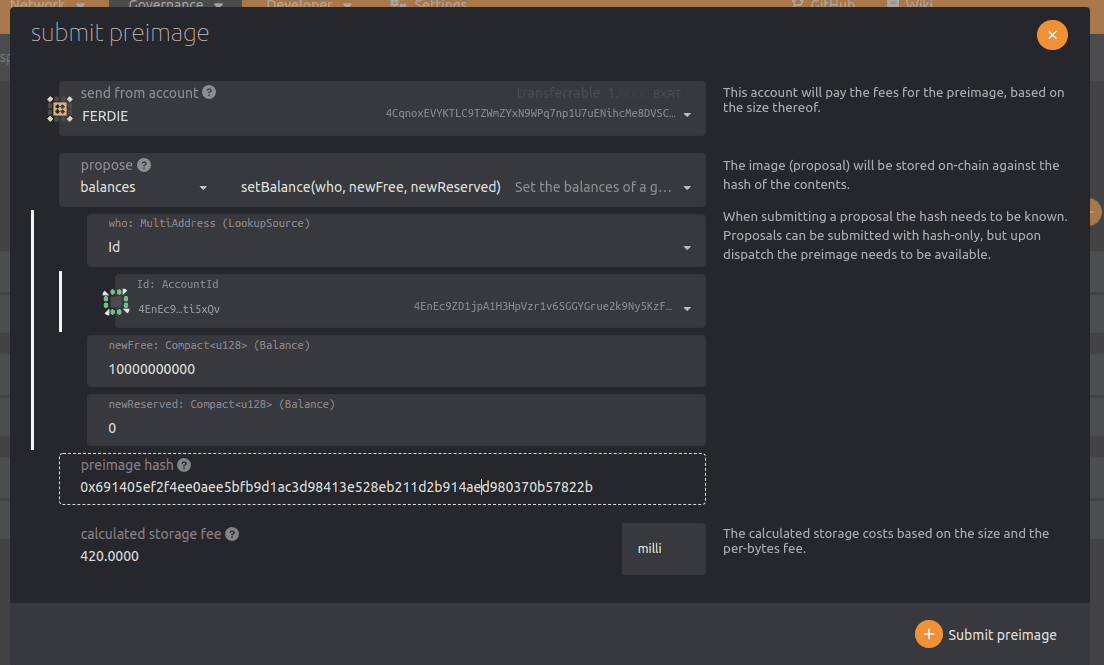 Network Governance Developer Settings GitHub Wiki
submit preimage
send from account
transferrable
BXRT
FERDIE
4CqnoxEVYKTLC9TZWmZYxN9WPq7np1U7uENihcMe8DVSC…
This account will pay the fees for the preimage, based on
the size thereof.
propose
balances
setBalance(who, newFree, newReserved) Set the balances of a g…
The image (proposal) will be stored on-chain against the
hash of the contents.
who: MultiAddress (LookupSource)
Id
When submitting a proposal the hash needs to be known.
Proposals can be submitted with hash-only, but upon
dispatch the preimage needs to be available.
Id: AccountId
4EnEc9…ti5xQv
4EnEc9ZD1jpA1H3HpVzr1v6SGGYGrue2k9Ny5KzF…
newFree: Compact<u128> (Balance)
10000000000
newReserved: Compact<u128> (Balance)
0
preimage hash
0x691405ef2f4ee0aee5bfb9d1ac3d98413e528eb211d2b914aed980370b57822b
calculated storage fee
420.0000
milli
The calculated storage costs based on the size and the
per-bytes fee.
Submit preimage